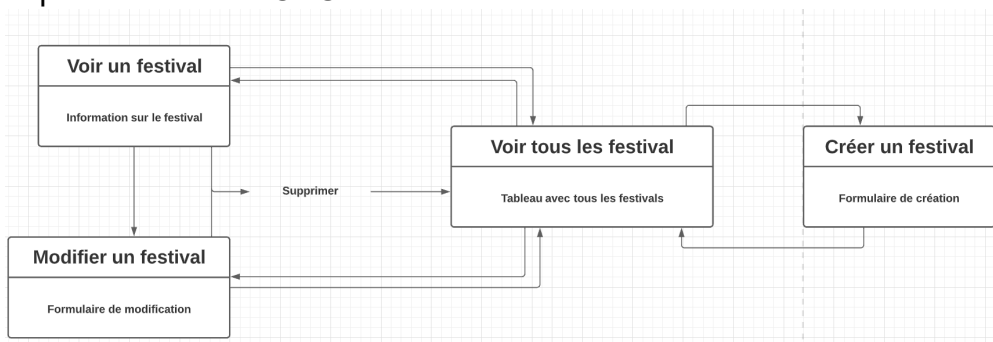 Voir un festival
Information sur le festival
Supprimer
Modifier un festival
Formulaire de modification
Voir tous les festival
Tableau avec tous les festivals
Créer un festival
Formulaire de création